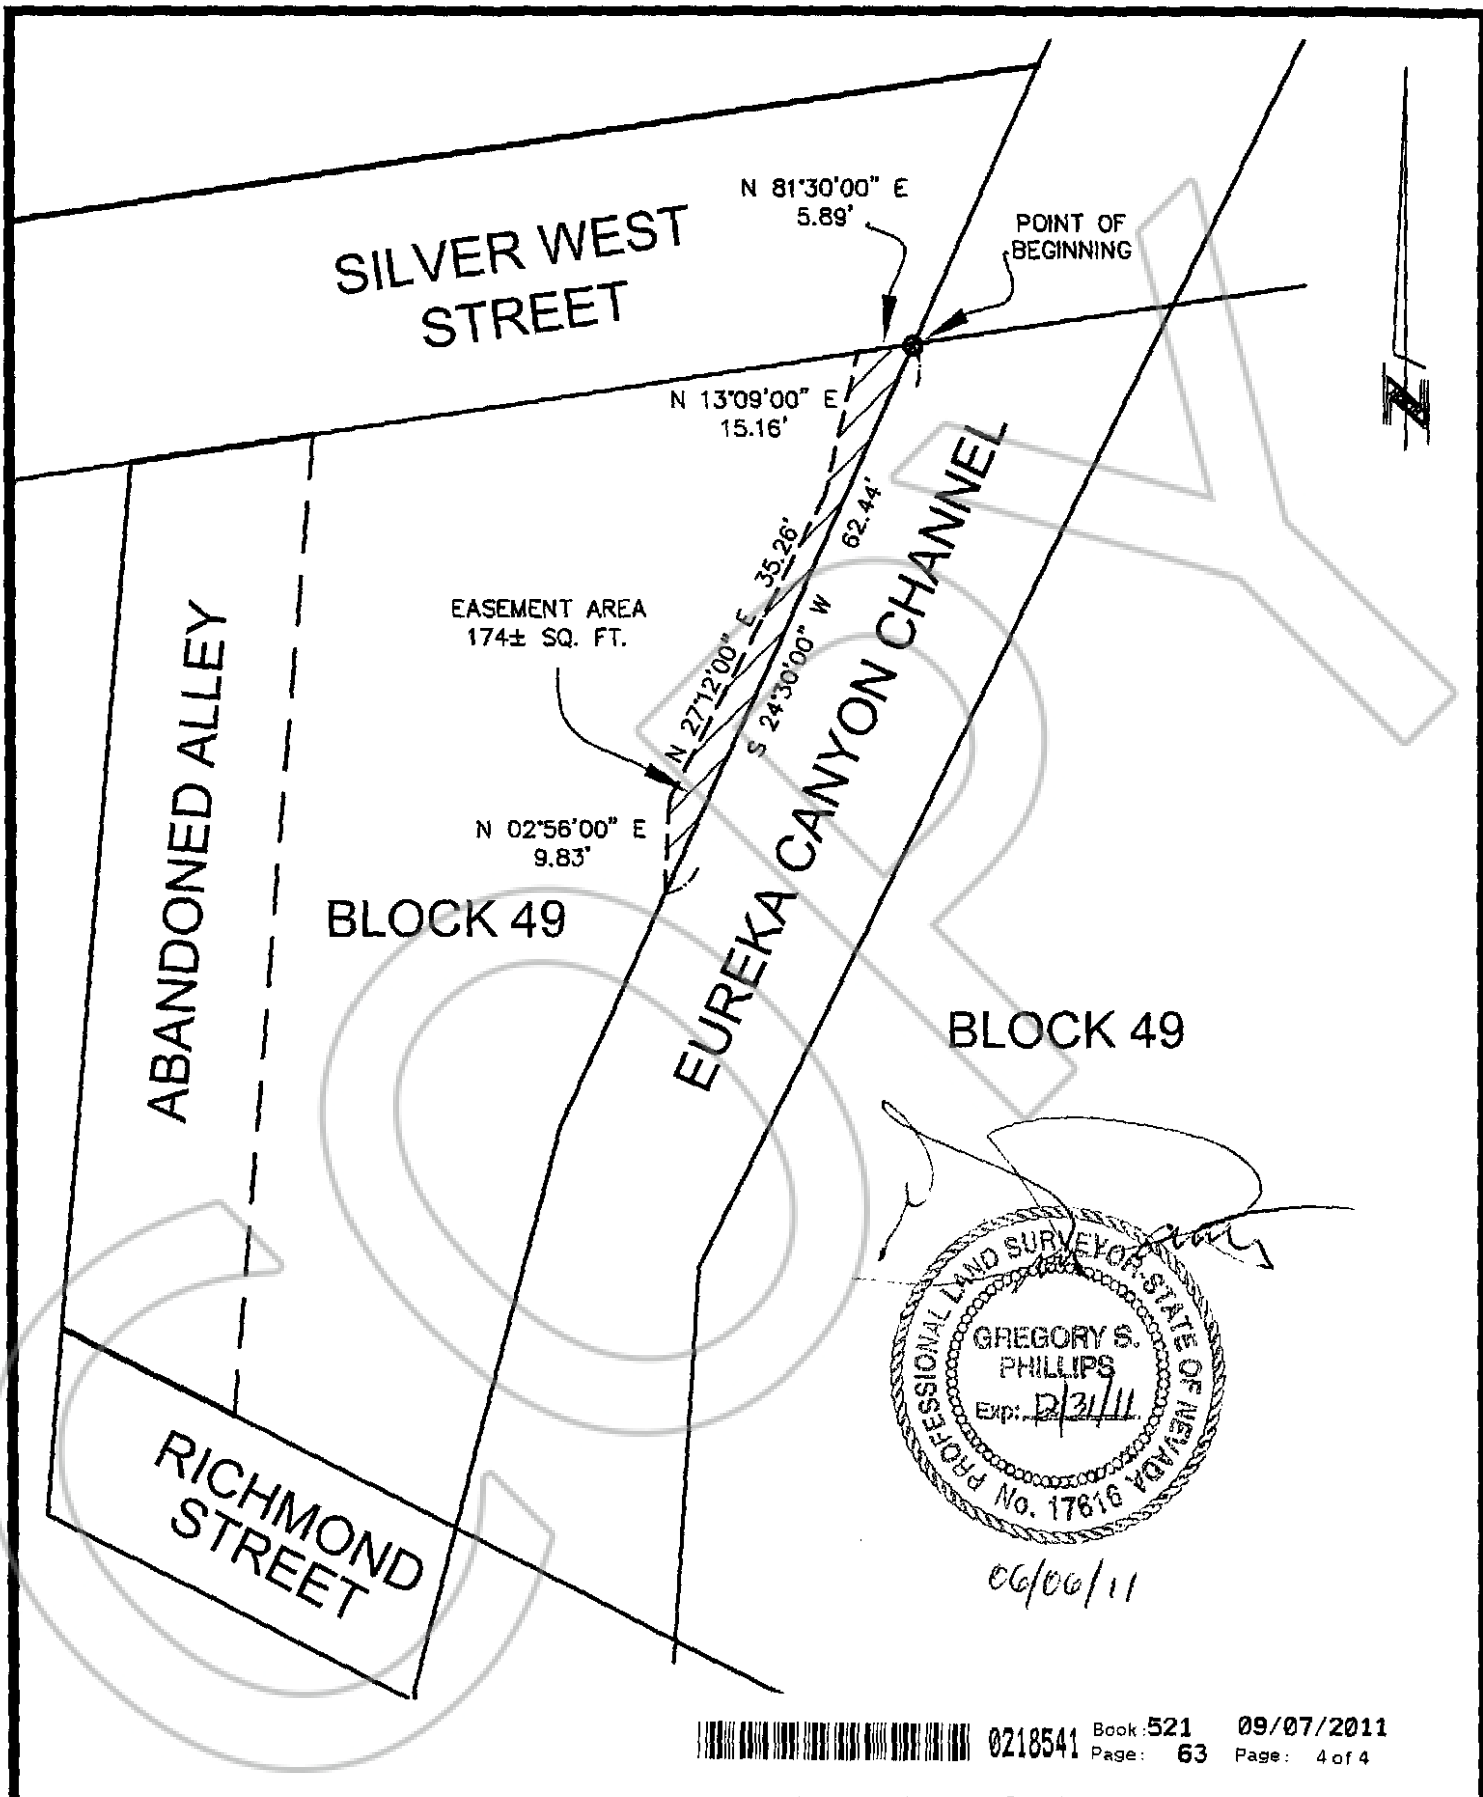 N 81°30'00" E
5.89'
POINT OF
BEGINNING
SILVER WEST
STREET
N 13°09'00" E
15.16'
N
62.44'
35.26'
N 27°12'00" E
S 24°30'00" W
EASEMENT AREA
174± SQ. FT.
N 02°56'00" E
9.83'
ABANDONED ALLEY
EUREKA CANYON CHANNEL
BLOCK 49
BLOCK 49
PROFESSIONAL LAND SURVEYOR-STATE OF NEVADA
GREGORY S.
PHILLIPS
Exp: 12/31/11
No. 17616
06/06/11
RICHMOND
STREET
COPY
0218541 Book: 521 09/07/2011
Page: 63 Page: 4 of 4